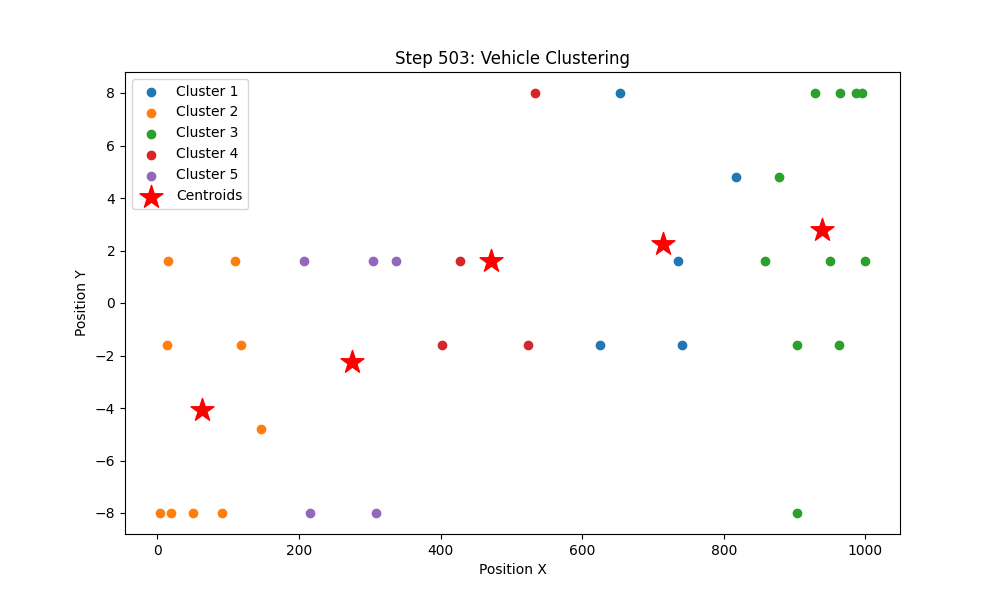 Step 503: Vehicle Clustering
Cluster 1
Cluster 2
Cluster 3
Cluster 4
Cluster 5
Centroids
Position Y
8
6
4
2
0
−2
−4
−6
−8
0
200
400
600
800
1000
Position X